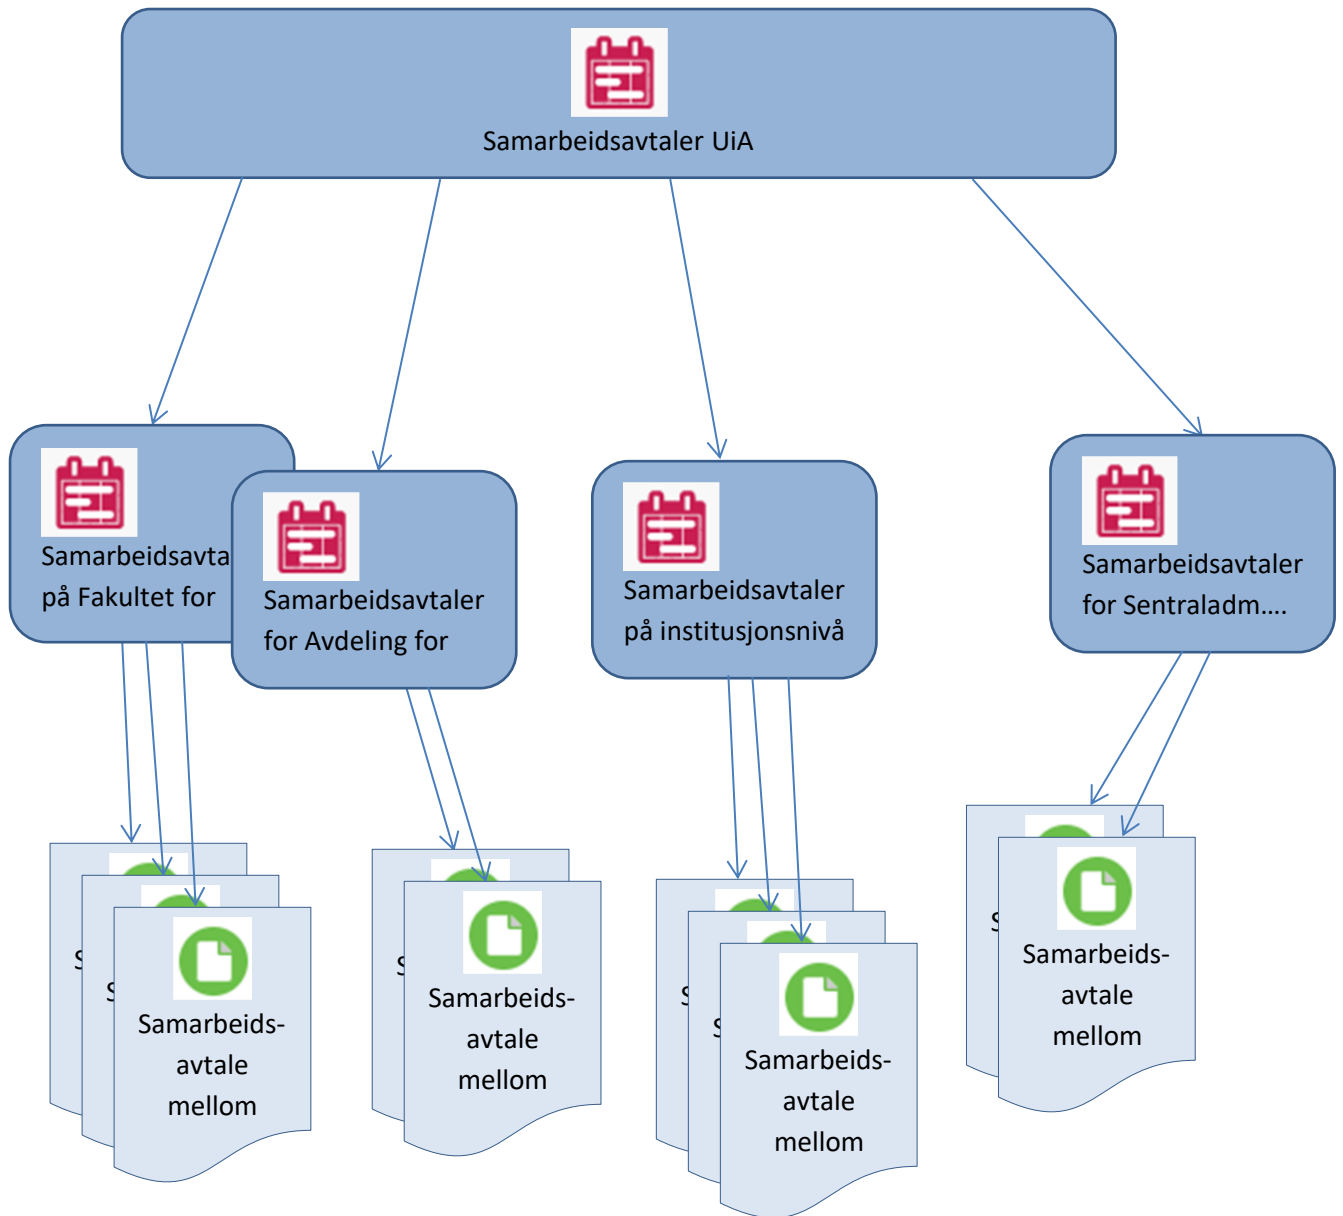 Samarbeidsavtaler UiA
Samarbeidsavta
på Fakultet for
Samarbeidsavtaler
for Avdeling for
Samarbeidsavtaler
på institusjonsnivå
Samarbeidsavtaler
for Sentraladm....
S
S
Samarbeids-
avtale
mellom
S
Samarbeids-
avtale
mellom
S
S
Samarbeids-
avtale
mellom
S
Samarbeids-
avtale
mellom